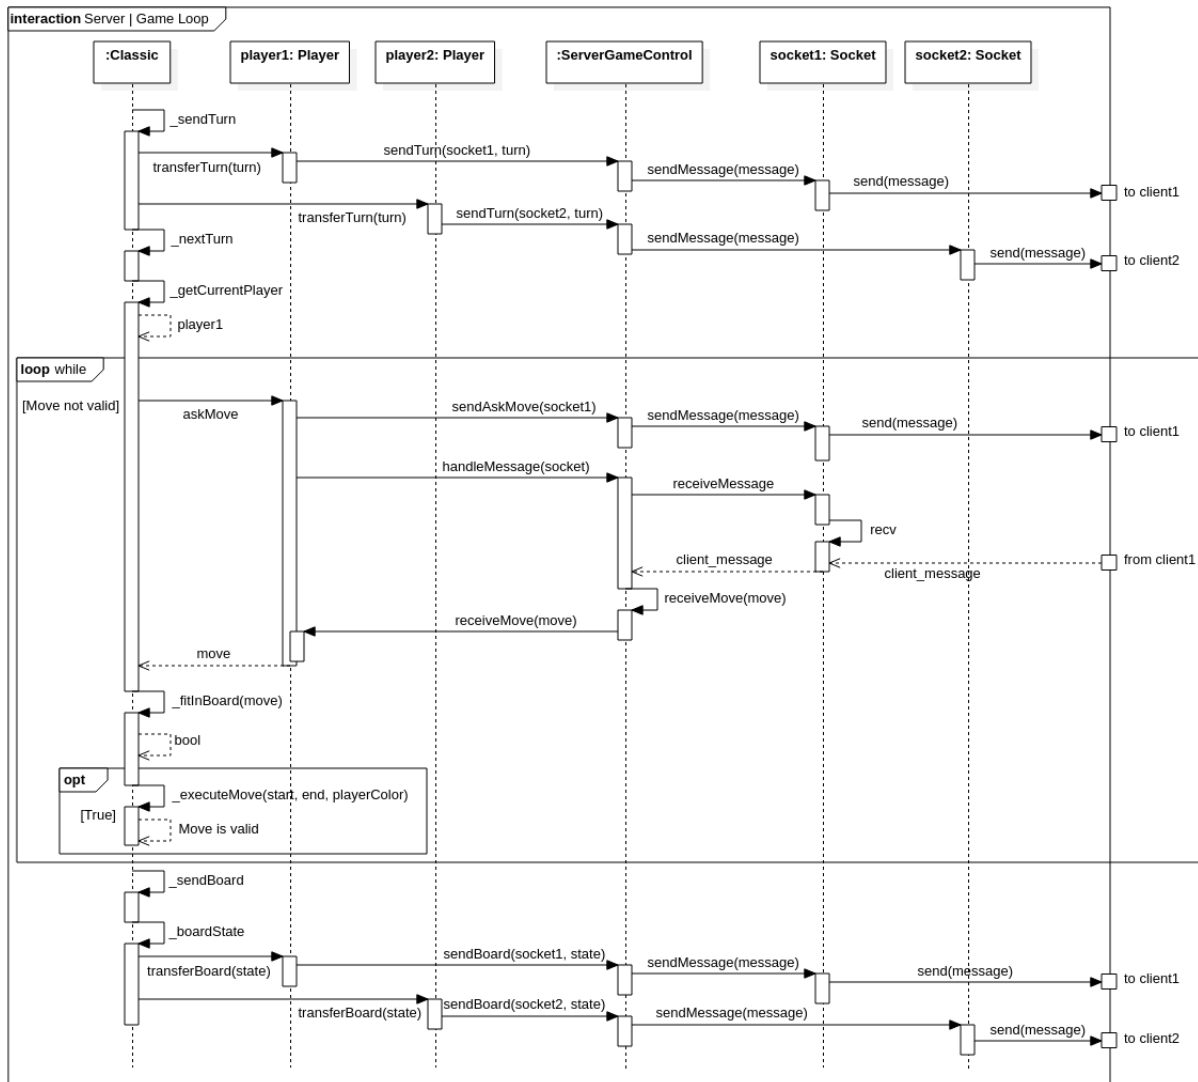 interaction Server | Game Loop
:Classic
player1: Player
player2: Player
:ServerGameControl
socket1: Socket
socket2: Socket
_sendTurn
transferTurn(turn)
sendTurn(socket1, turn)
sendMessage(message)
send(message)
to client1
transferTurn(turn)
sendTurn(socket2, turn)
sendMessage(message)
send(message)
to client2
_nextTurn
_getCurrentPlayer
player1
loop while
[Move not valid]
askMove
sendAskMove(socket1)
sendMessage(message)
send(message)
to client1
handleMessage(socket)
receiveMessage
recv
client_message
client_message
from client1
receiveMove(move)
receiveMove(move)
move
_fitInBoard(move)
bool
opt
[True]
_executeMove(start, end, playerColor)
Move is valid
_sendBoard
_boardState
transferBoard(state)
sendBoard(socket1, state)
sendMessage(message)
send(message)
to client1
transferBoard(state)
sendBoard(socket2, state)
sendMessage(message)
send(message)
to client2